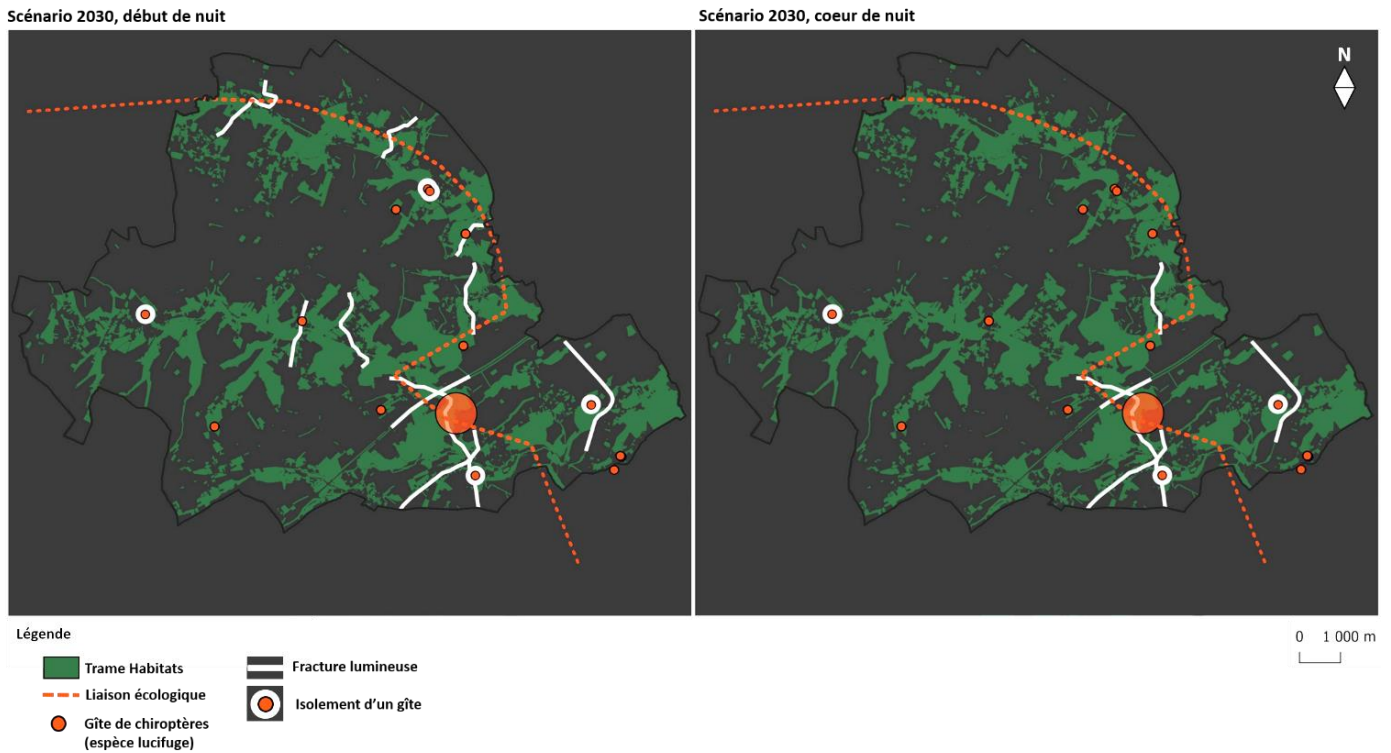 Scénario 2030, début de nuit
Scénario 2030, coeur de nuit
N
Légende
Trame Habitats
Liaison écologique
Gîte de chiroptères
(espèce lucifuge)
Fracture lumineuse
Isolement d'un gîte
0 1 000 m